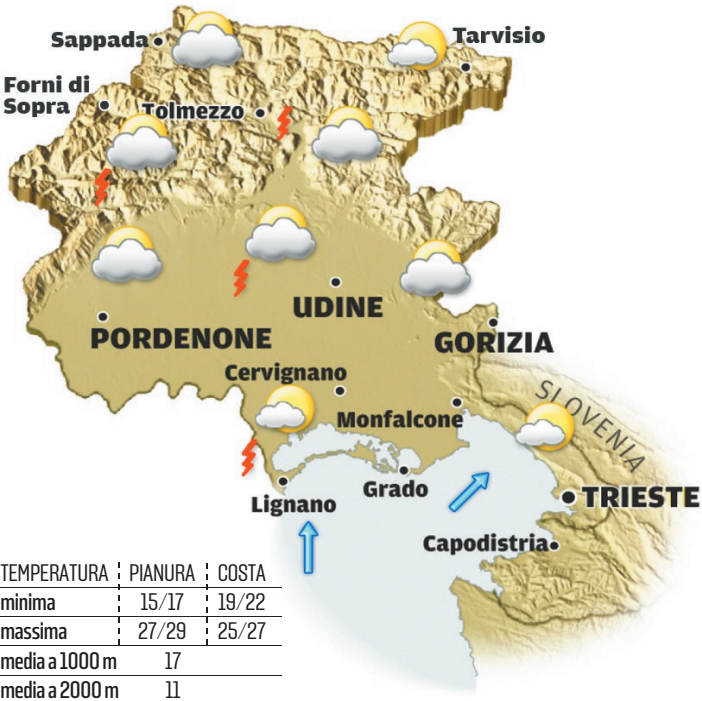 Sappada
Tarvisio
Forni di
Sopra
Tolmezzo
UDINE
PORDENONE
GORIZIA
Cervignano
SLOVENIA
Monfalcone
Grado
Lignano
TRIESTE
Capodistria
TEMPERATURA PIANURA COSTA
minima 15/17 19/22
massima 27/29 25/27
media a 1000 m 17
media a 2000 m 11